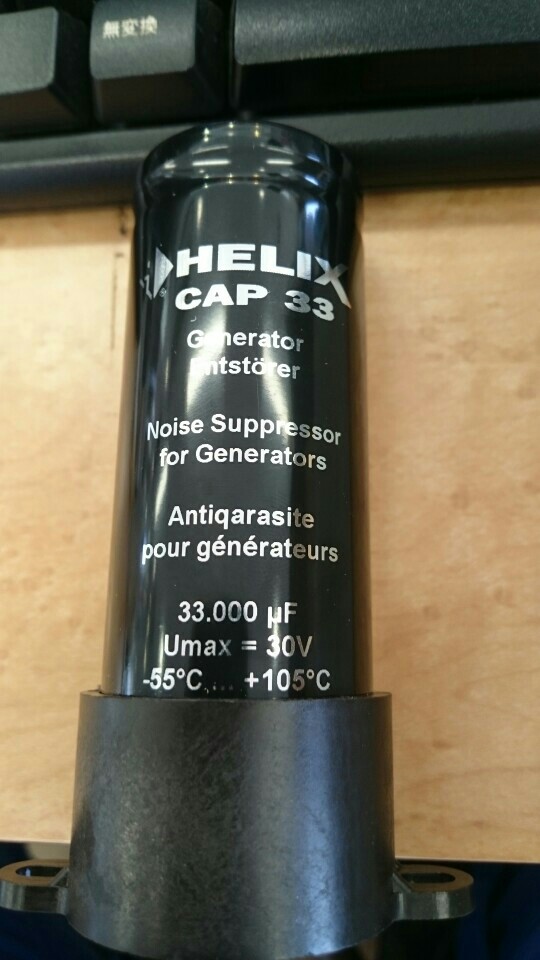 無変換
HELIX
CAP 33
Generator
Entstörer
Noise Suppressor
for Generators
Antiqarasite
pour générateurs
33.000 µF
Umax = 30V
-55°C.... +105°C